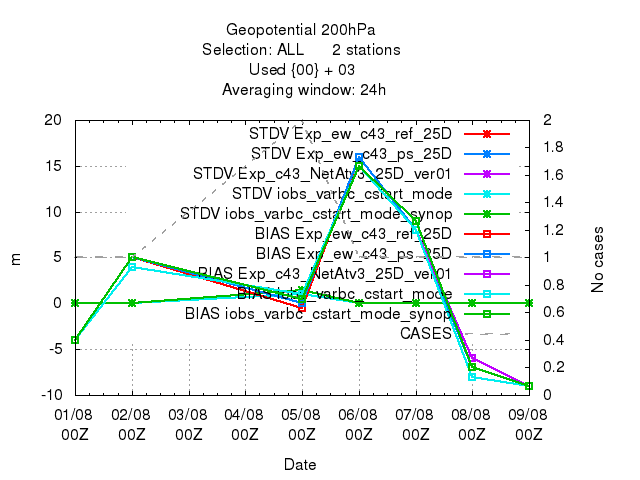 Geopotential 200hPa
Selection: ALL 2 stations
Used {00} + 03
Averaging window: 24h
20
15
10
5
0
-5
-10
m
2
1.8
1.6
1.4
1.2
1
0.8
0.6
0.4
0.2
0
No cases
STDV Exp_ew_c43_ref_25D
STDV Exp_ew_c43_ps_25D
STDV Exp_c43_NetAtv3_25D_ver01
STDV iobs_varbc_cstart_mode
STDV iobs_varbc_cstart_mode_synop
BIAS Exp_ew_c43_ref_25D
BIAS Exp_ew_c43_ps_25D
BIAS Exp_c43_NetAtv3_25D_ver01
BIAS iobs_varbc_cstart_mode
BIAS iobs_varbc_cstart_mode_synop
CASES
01/08 02/08 03/08 04/08 05/08 06/08 07/08 08/08 09/08
00Z 00Z 00Z 00Z 00Z 00Z 00Z 00Z 00Z
Date